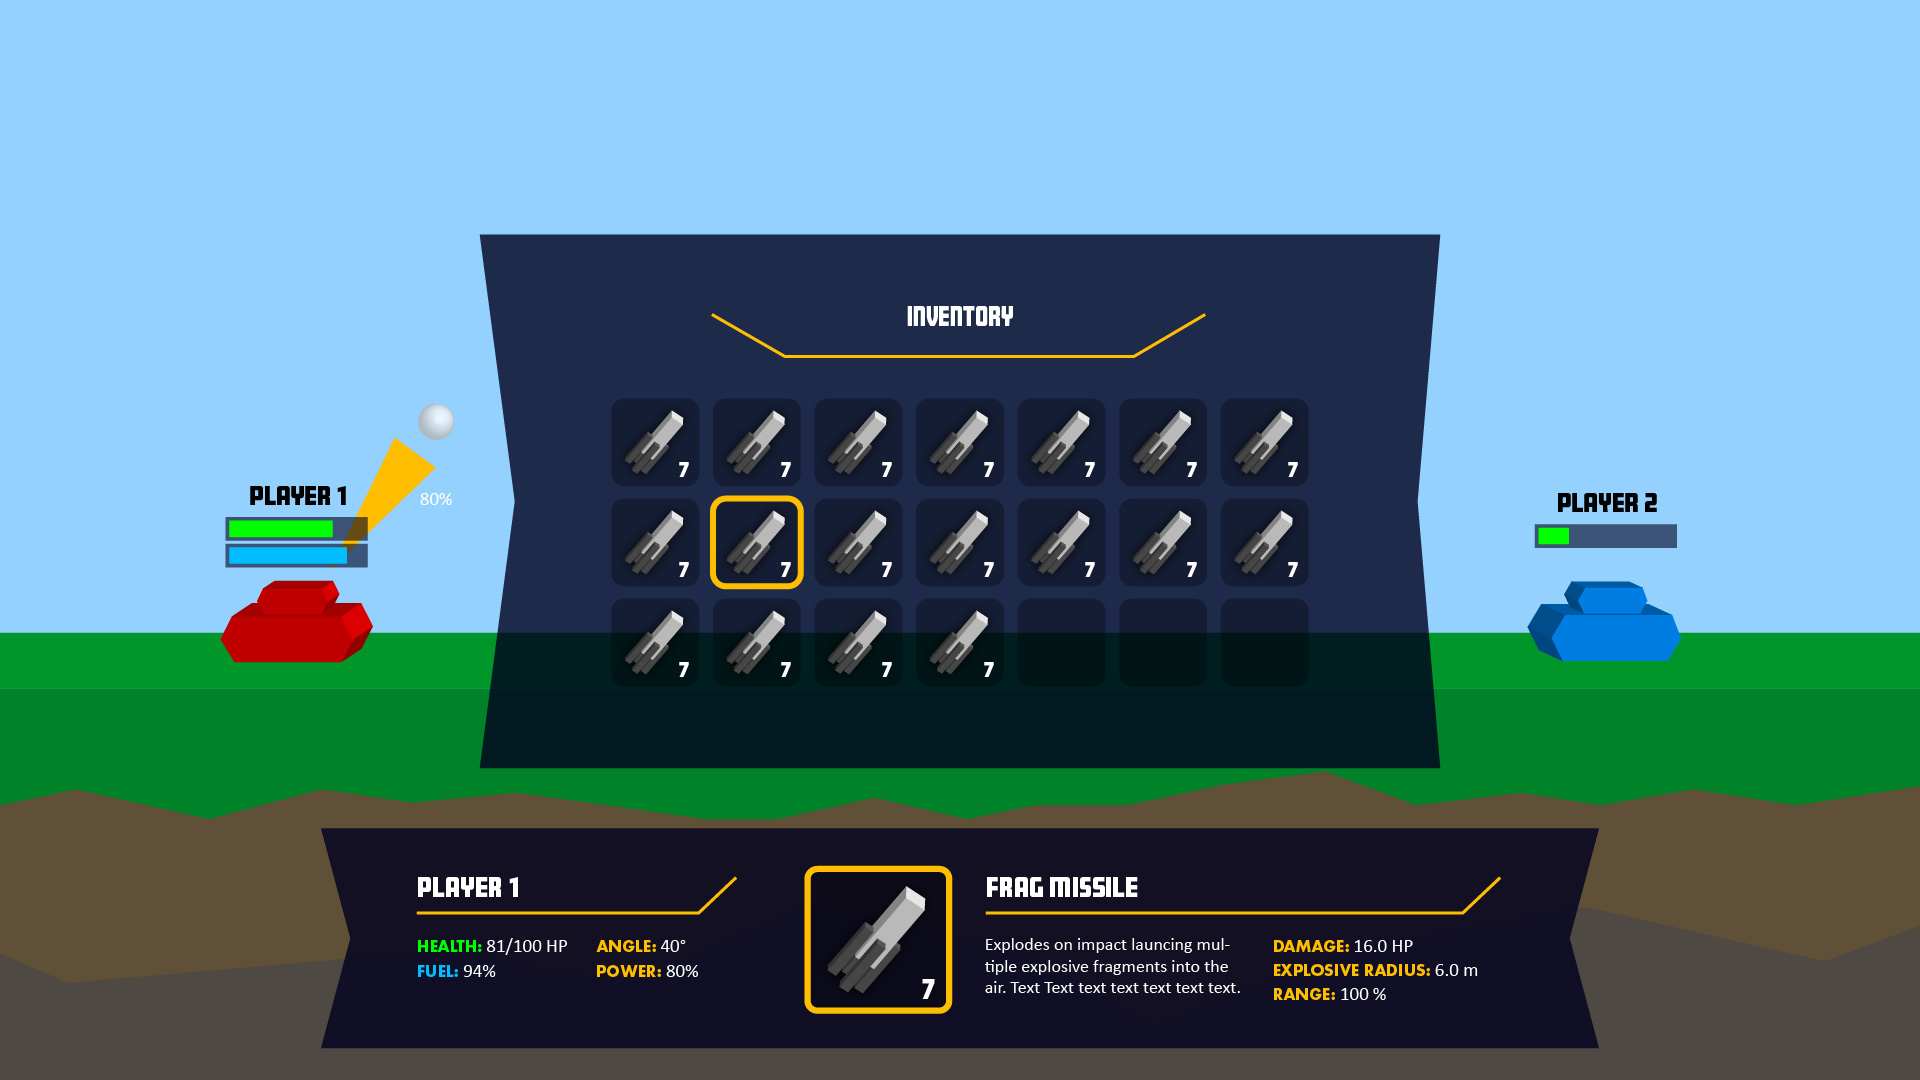 INVENTORY
7 7 7 7 7 7 7
PLAYER 1
80%
PLAYER 2
7 7 7 7 7 7 7
7 7 7 7
PLAYER 1
HEALTH: 81/100 HP
FUEL: 94%
ANGLE: 40°
POWER: 80%
7
FRAG MISSILE
Explodes on impact launcing mul-
tiple explosive fragments into the
air. Text Text text text text text text.
DAMAGE: 16.0 HP
EXPLOSIVE RADIUS: 6.0 m
RANGE: 100 %